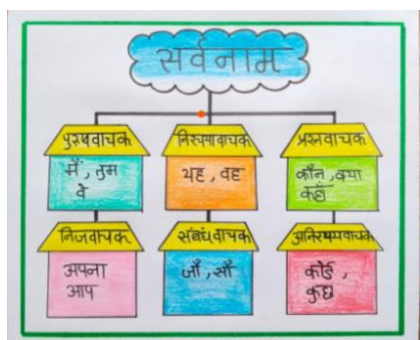 सर्वनाम
पुरुषवाचक
निश्चयवाचक
प्रश्नवाचक
मैं, तुम
वे
यह, वह
कौन, क्या
कहाँ
निजवाचक
संबंधवाचक
अनिश्चयवाचक
अपना
आप
जौ, सौ
कोई,
कुछ